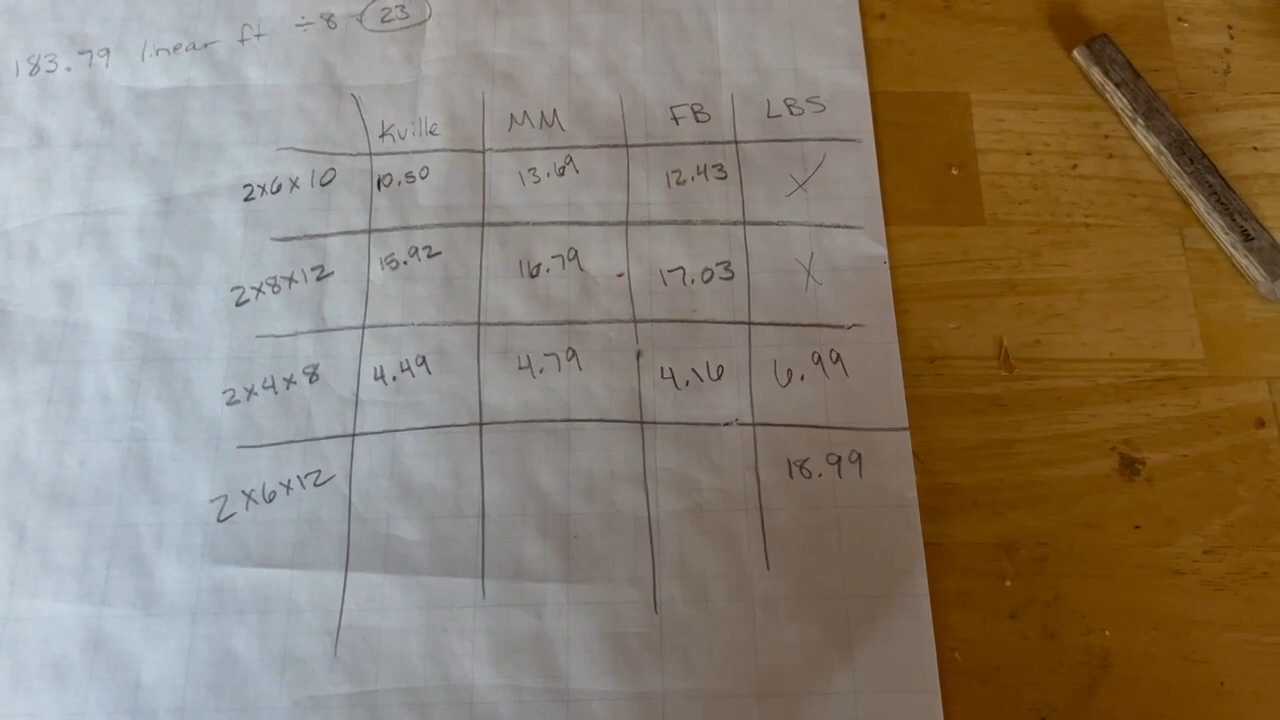 183.79 linear ft ÷8 23
Kville MM FB LBS
2x6x10 10.50 13.69 12.43 X
2x8x12 15.92 16.79 17.03 X
2x4x8 4.49 4.79 4.16 6.99
2x6x12 18.99